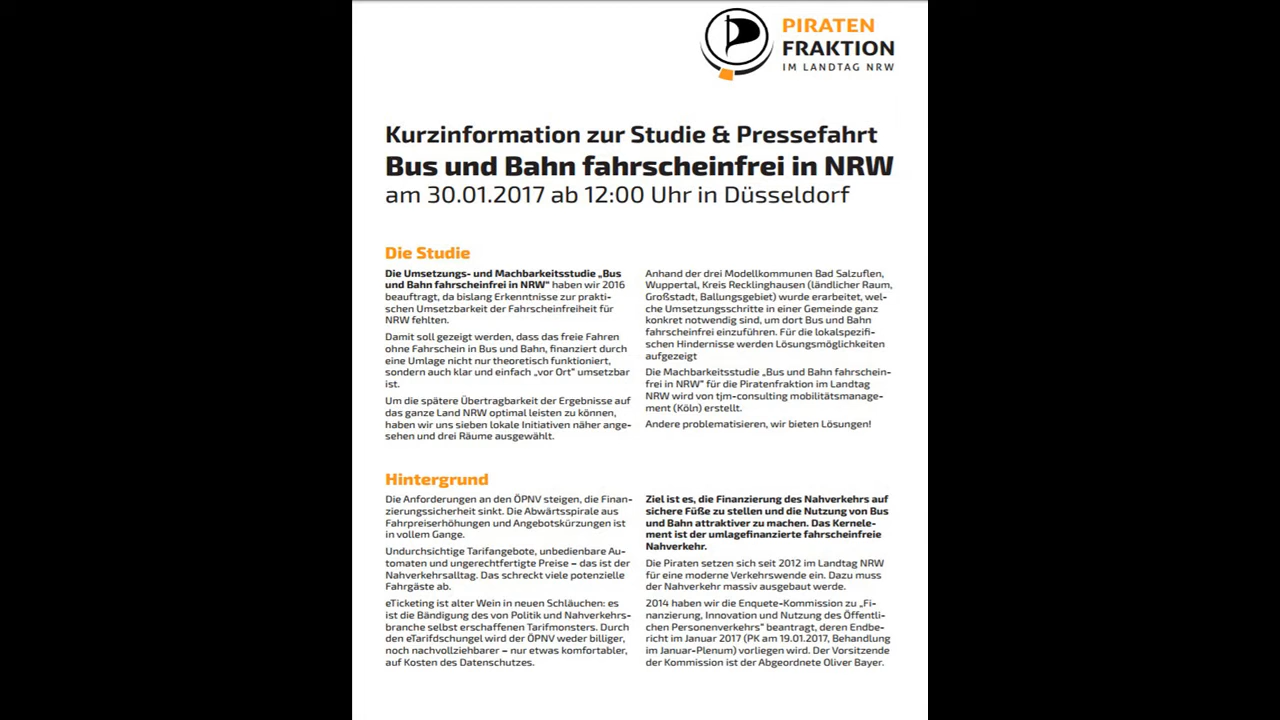 PIRATEN
FRAKTION
IM LANDTAG NRW
Kurzinformation zur Studie & Pressefahrt
Bus und Bahn fahrscheinfrei in NRW
am 30.01.2017 ab 12:00 Uhr in Düsseldorf
Die Studie
Die Umsetzungs- und Machbarkeitsstudie „Bus
und Bahn fahrscheinfrei in NRW“ haben wir 2016
beauftragt, da bislang Erkenntnisse zur prakti-
schen Umsetzbarkeit der Fahrscheinfreiheit für
NRW fehlten.
Damit soll gezeigt werden, dass das freie Fahren
ohne Fahrschein in Bus und Bahn, finanziert durch
eine Umlage nicht nur theoretisch funktioniert,
sondern auch klar und einfach „vor Ort“ umsetzbar
ist.
Um die spätere Übertragbarkeit der Ergebnisse auf
das ganze Land NRW optimal leisten zu können,
haben wir uns sieben lokale Initiativen näher ange-
sehen und drei Räume ausgewählt.
Anhand der drei Modellkommunen Bad Salzuflen,
Wuppertal, Kreis Recklinghausen (ländlicher Raum,
Großstadt, Ballungsgebiet) wurde erarbeitet, wel-
che Umsetzungsschritte in einer Gemeinde ganz
konkret notwendig sind, um dort Bus und Bahn
fahrscheinfrei einzuführen. Für die lokalspezifi-
schen Hindernisse werden Lösungsmöglichkeiten
aufgezeigt
Die Machbarkeitsstudie „Bus und Bahn fahrschein-
frei in NRW“ für die Piratenfraktion im Landtag
NRW wird von tjm-consulting mobilitätsmanage-
ment (Köln) erstellt.
Andere problematisieren, wir bieten Lösungen!
Hintergrund
Die Anforderungen an den ÖPNV steigen, die Finan-
zierungssicherheit sinkt. Die Abwärtsspirale aus
Fahrpreiserhöhungen und Angebotskürzungen ist
in vollem Gange.
Undurchsichtige Tarifangebote, unbedienbare Au-
tomaten und ungerechtfertigte Preise – das ist der
Nahverkehrsalltag. Das schreckt viele potenzielle
Fahrgäste ab.
eTicketing ist alter Wein in neuen Schläuchen: es
ist die Bändigung des von Politik und Nahverkehrs-
branche selbst erschaffenen Tarifmonsters. Durch
den eTarifdschungel wird der ÖPNV weder billiger,
noch nachvollziehbarer – nur etwas komfortabler,
auf Kosten des Datenschutzes.
Ziel ist es, die Finanzierung des Nahverkehrs auf
sichere Füße zu stellen und die Nutzung von Bus
und Bahn attraktiver zu machen. Das Kernele-
ment ist der umlagefinanzierte fahrscheinfreie
Nahverkehr.
Die Piraten setzen sich seit 2012 im Landtag NRW
für eine moderne Verkehrswende ein. Dazu muss
der Nahverkehr massiv ausgebaut werde.
2014 haben wir die Enquete-Kommission zu „Fi-
nanzierung, Innovation und Nutzung des Öffentli-
chen Personenverkehrs“ beantragt, deren Endbe-
richt im Januar 2017 (PK am 19.01.2017, Behandlung
im Januar-Plenum) vorliegen wird. Der Vorsitzende
der Kommission ist der Abgeordnete Oliver Bayer.